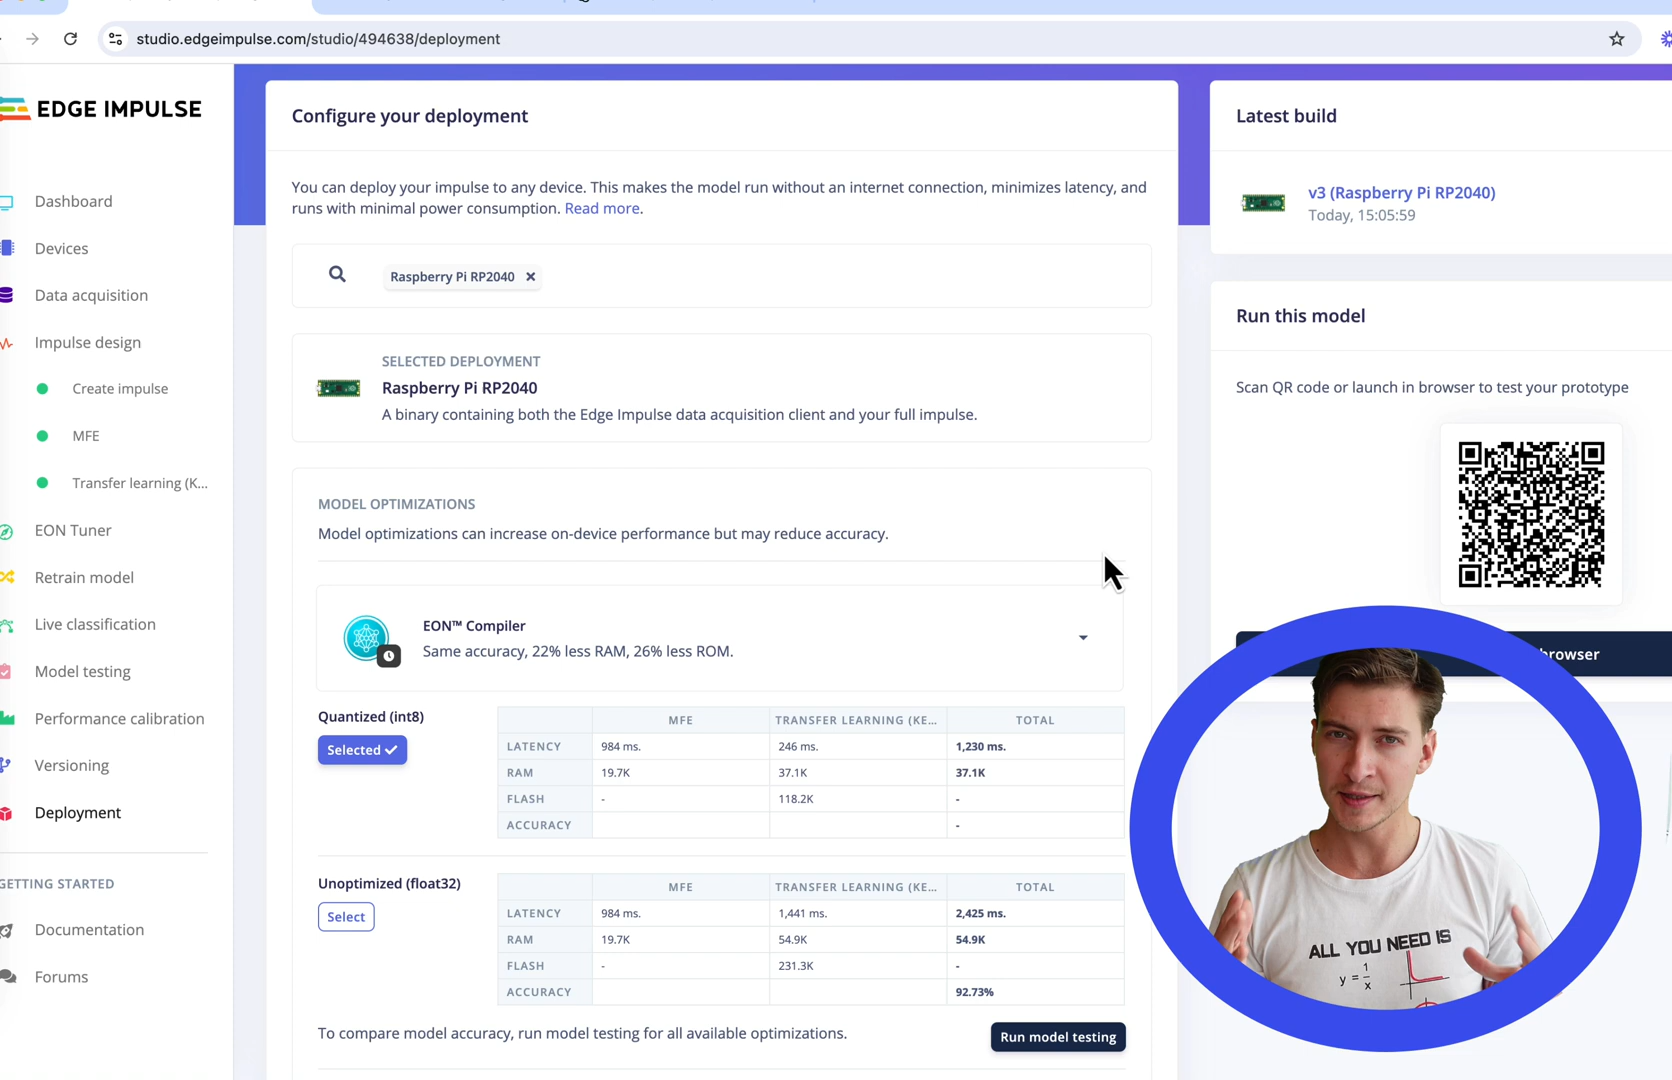 studio.edgeimpulse.com/studio/494638/deployment
EDGE IMPULSE
Dashboard
Devices
Data acquisition
Impulse design
Create impulse
MFE
Transfer learning (K...
EON Tuner
Retrain model
Live classification
Model testing
Performance calibration
Versioning
Deployment
GETTING STARTED
Documentation
Forums
Configure your deployment
You can deploy your impulse to any device. This makes the model run without an internet connection, minimizes latency, and
runs with minimal power consumption. Read more.
Raspberry Pi RP2040
SELECTED DEPLOYMENT
Raspberry Pi RP2040
A binary containing both the Edge Impulse data acquisition client and your full impulse.
MODEL OPTIMIZATIONS
Model optimizations can increase on-device performance but may reduce accuracy.
EON™ Compiler
Same accuracy, 22% less RAM, 26% less ROM.
Quantized (int8)
Selected
MFE TRANSFER LEARNING (KE... TOTAL
LATENCY 984 ms. 246 ms. 1,230 ms.
RAM 19.7K 37.1K 37.1K
FLASH - 118.2K -
ACCURACY -
Unoptimized (float32)
Select
MFE TRANSFER LEARNING (KE... TOTAL
LATENCY 984 ms. 1,441 ms. 2,425 ms.
RAM 19.7K 54.9K 54.9K
FLASH - 231.3K -
ACCURACY 92.73%
To compare model accuracy, run model testing for all available optimizations.
Run model testing
Latest build
v3 (Raspberry Pi RP2040)
Today, 15:05:59
Run this model
Scan QR code or launch in browser to test your prototype
browser
ALL YOU NEED IS
y = 1/x